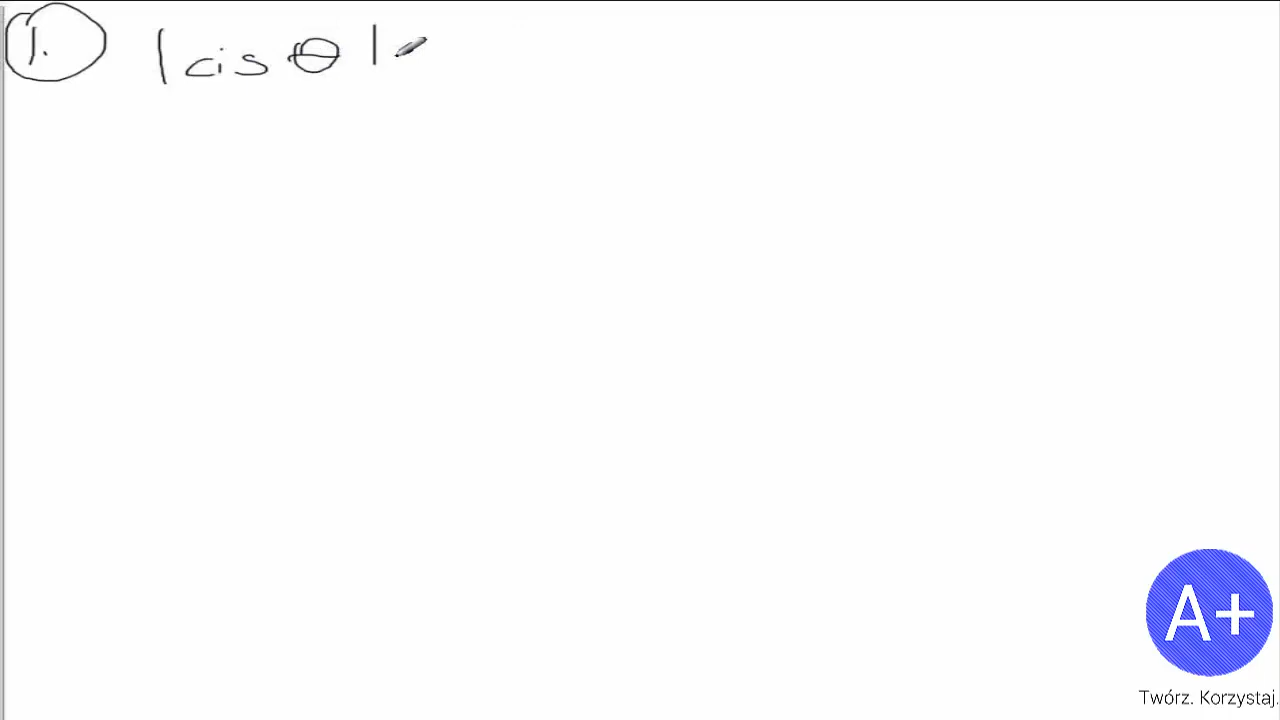 1. |cis θ|
A+
Twórz. Korzystaj.